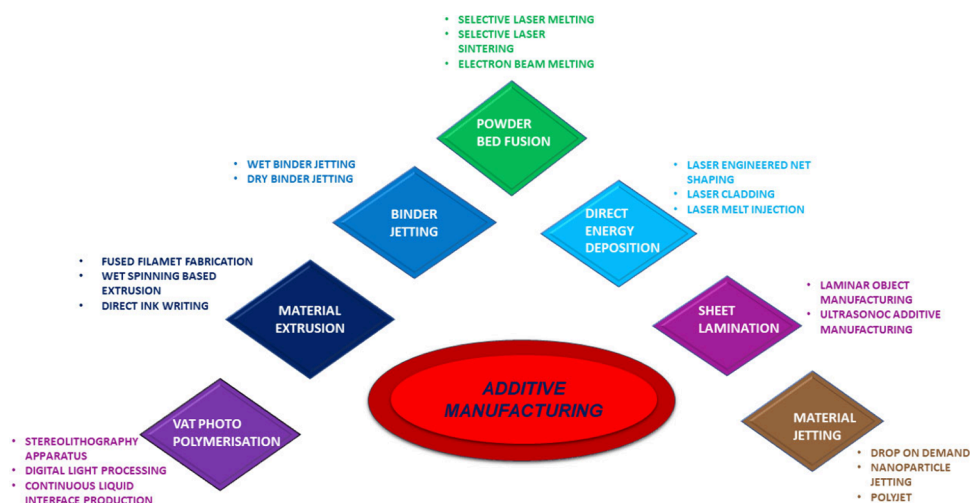 SELECTIVE LASER MELTING
SELECTIVE LASER
SINTERING
ELECTRON BEAM MELTING
POWDER
BED FUSION
WET BINDER JETTING
DRY BINDER JETTING
BINDER
JETTING
LASER ENGINEERED NET
SHAPING
LASER CLADDING
LASER MELT INJECTION
DIRECT
ENERGY
DEPOSITION
FUSED FILAMET FABRICATION
WET SPINNING BASED
EXTRUSION
DIRECT INK WRITING
MATERIAL
EXTRUSION
LAMINAR OBJECT
MANUFACTURING
ULTRASONOC ADDITIVE
MANUFACTURING
SHEET
LAMINATION
ADDITIVE
MANUFACTURING
VAT PHOTO
POLYMERISATION
STEREOLITHOGRAPHY
APPARATUS
DIGITAL LIGHT PROCESSING
CONTINUOUS LIQUID
INTERFACE PRODUCTION
MATERIAL
JETTING
DROP ON DEMAND
NANOPARTICLE
JETTING
POLYJET